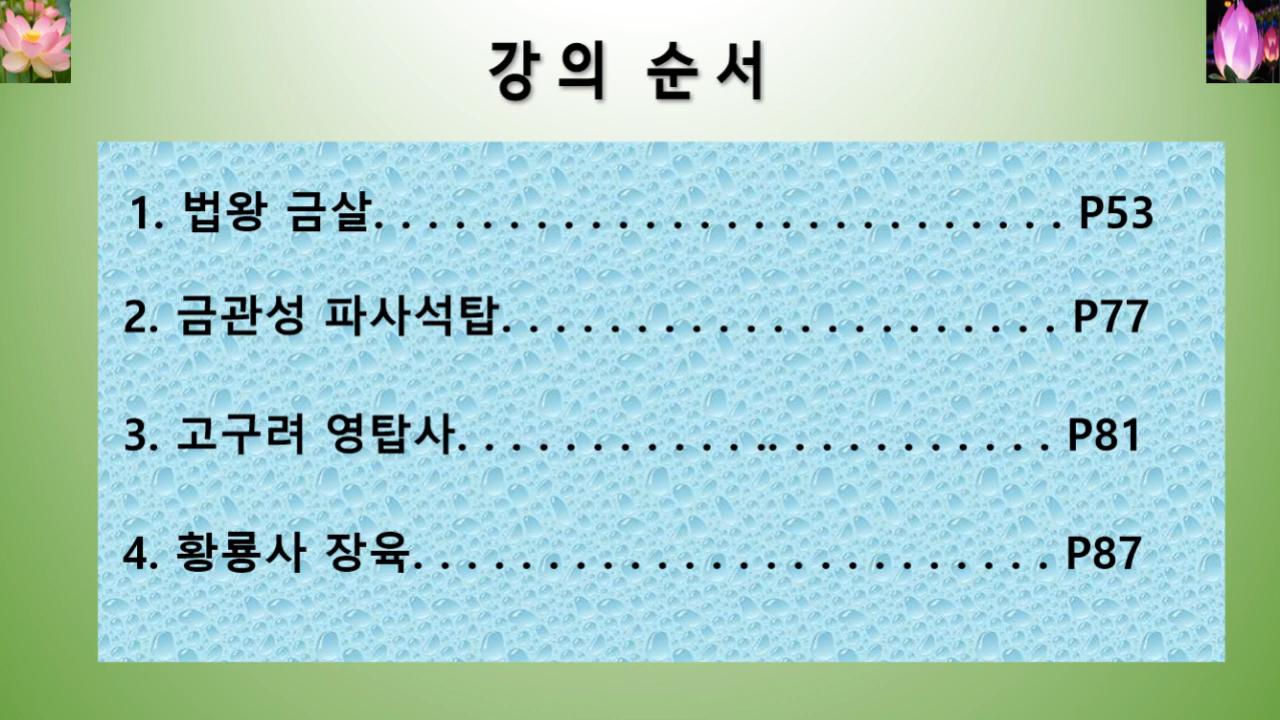 강의 순서
1. 법왕 금살. . . . . . . . . . . . . . . . . . . . . . . . . . P53
2. 금관성 파사석탑. . . . . . . . . . . . . . . . . . . . . P77
3. 고구려 영탑사. . . . . . . . . . . .. . . . . . . . . . . P81
4. 황룡사 장육. . . . . . . . . . . . . . . . . . . . . . . . P87